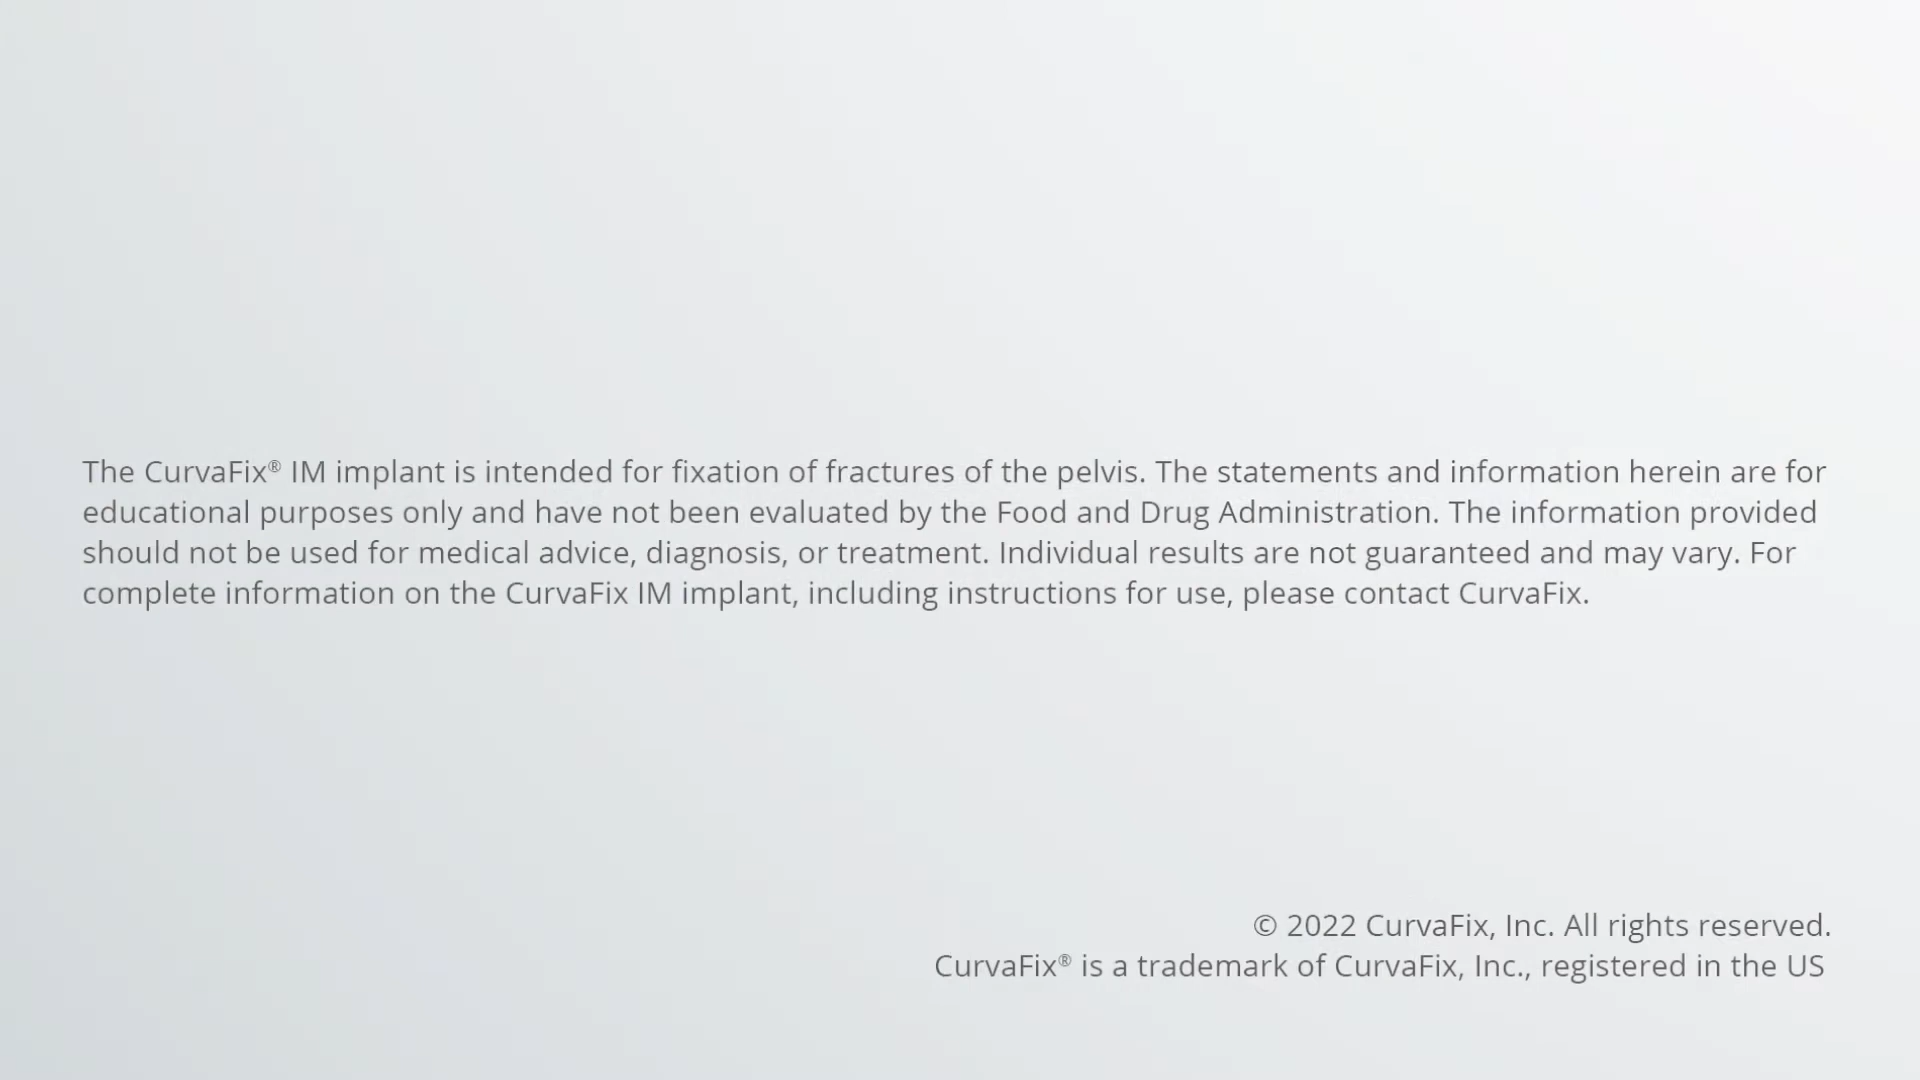 The CurvaFix® IM implant is intended for fixation of fractures of the pelvis. The statements and information herein are for
educational purposes only and have not been evaluated by the Food and Drug Administration. The information provided
should not be used for medical advice, diagnosis, or treatment. Individual results are not guaranteed and may vary. For
complete information on the CurvaFix IM implant, including instructions for use, please contact CurvaFix.
© 2022 CurvaFix, Inc. All rights reserved.
CurvaFix® is a trademark of CurvaFix, Inc., registered in the US